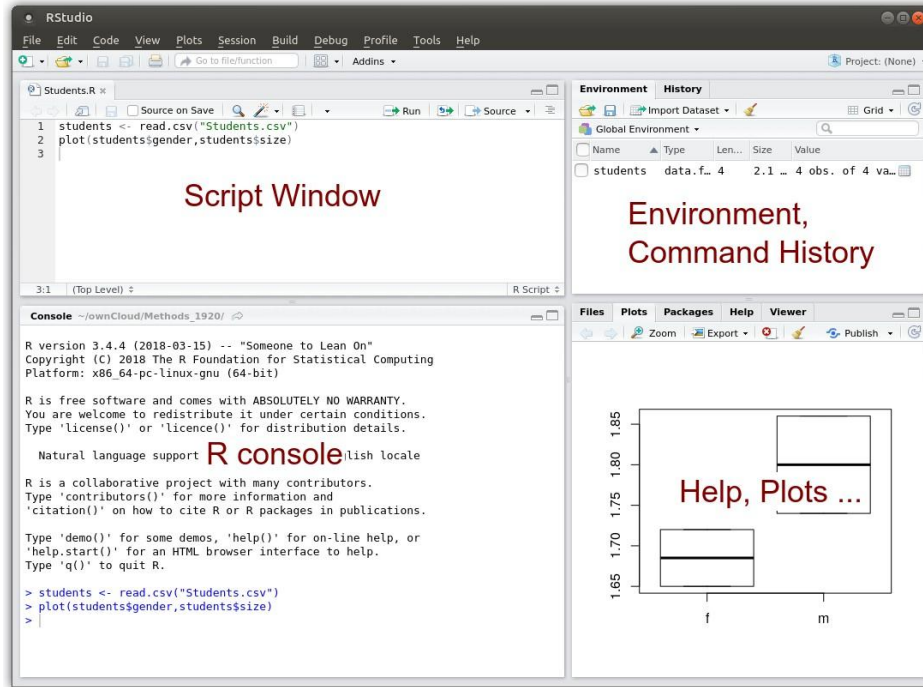 RStudio
File Edit Code View Plots Session Build Debug Profile Tools Help
Go to file/function Addins Project: (None)
Students.R
Source on Save Run Source
1 students <- read.csv("Students.csv")
2 plot(students$gender,students$size)
3
Script Window
3:1 (Top Level) R Script
Environment History
Import Dataset Grid
Global Environment
Name Type Len... Size Value
students data.f… 4 2.1 … 4 obs. of 4 va…
Environment,
Command History
Console ~/ownCloud/Methods_1920/
R version 3.4.4 (2018-03-15) -- "Someone to Lean On"
Copyright (C) 2018 The R Foundation for Statistical Computing
Platform: x86_64-pc-linux-gnu (64-bit)
R is free software and comes with ABSOLUTELY NO WARRANTY.
You are welcome to redistribute it under certain conditions.
Type 'license()' or 'licence()' for distribution details.
Natural language support lish locale
R console
R is a collaborative project with many contributors.
Type 'contributors()' for more information and
'citation()' on how to cite R or R packages in publications.
Type 'demo()' for some demos, 'help()' for on-line help, or
'help.start()' for an HTML browser interface to help.
Type 'q()' to quit R.
> students <- read.csv("Students.csv")
> plot(students$gender,students$size)
>
Files Plots Packages Help Viewer
Zoom Export Publish
1.85
1.80
1.75
1.70
1.65
Help, Plots ...
f m